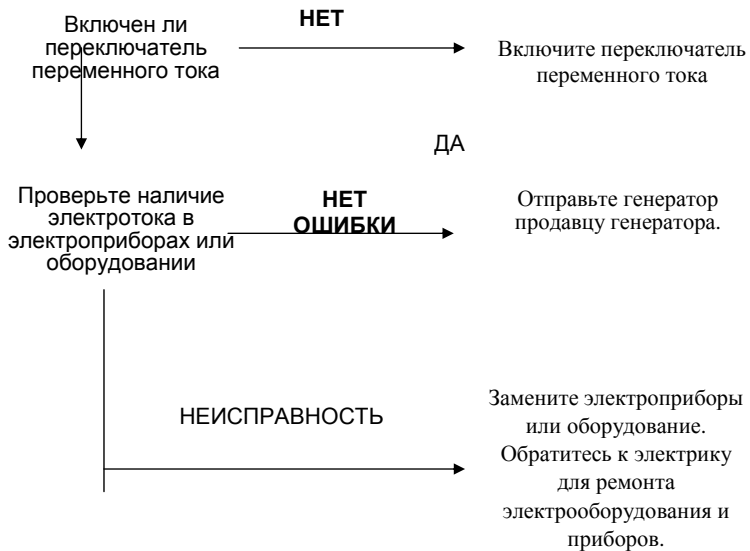 Включен ли
переключатель
переменного тока
НЕТ
Включите переключатель
переменного тока
ДА
Проверьте наличие
электротока в
электроприборах или
оборудовании
НЕТ
ОШИБКИ
Отправьте генератор
продавцу генератора.
НЕИСПРАВНОСТЬ
Замените электроприборы
или оборудование.
Обратитесь к электрику
для ремонта
электрооборудования и
приборов.